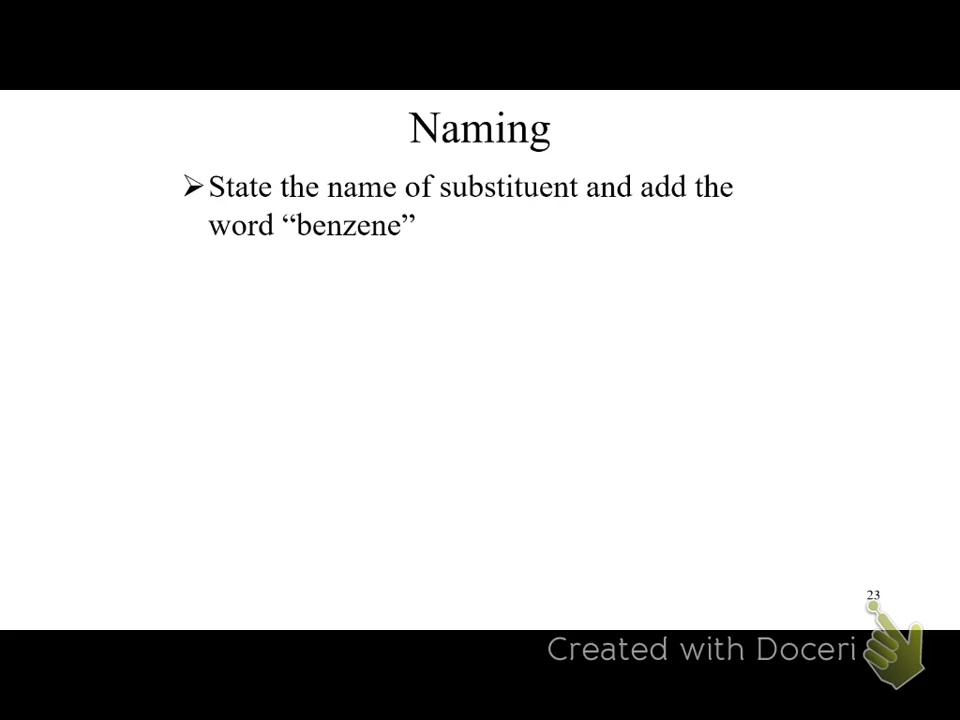 Naming
➢State the name of substituent and add the
word “benzene”
23
Created with Doceri